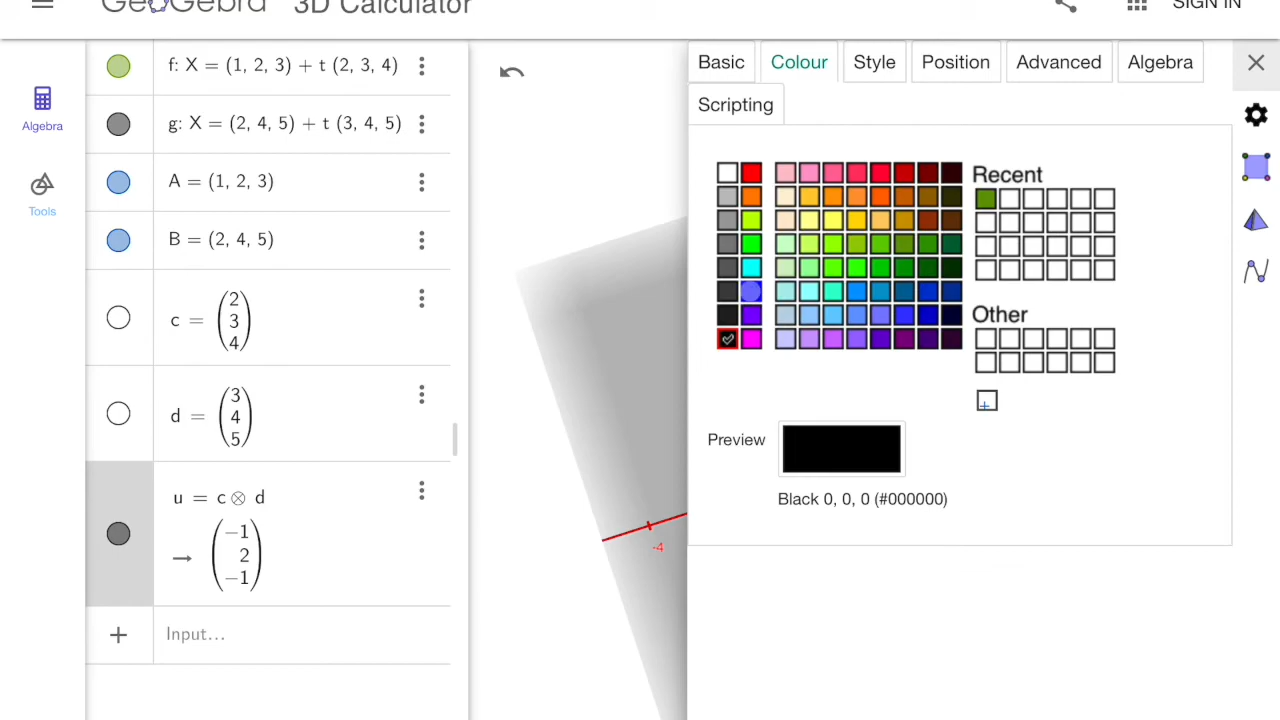 GeoGebra 3D Calculator
SIGN IN
Algebra
Tools
f: X = (1, 2, 3) + t (2, 3, 4)
g: X = (2, 4, 5) + t (3, 4, 5)
A = (1, 2, 3)
B = (2, 4, 5)
c = (2 3 4)
d = (3 4 5)
u = c ⊗ d
→ (−1 2 −1)
+ Input...
-4
Basic Colour Style Position Advanced Algebra
Scripting
Recent
Other
+
Preview
Black 0, 0, 0 (#000000)